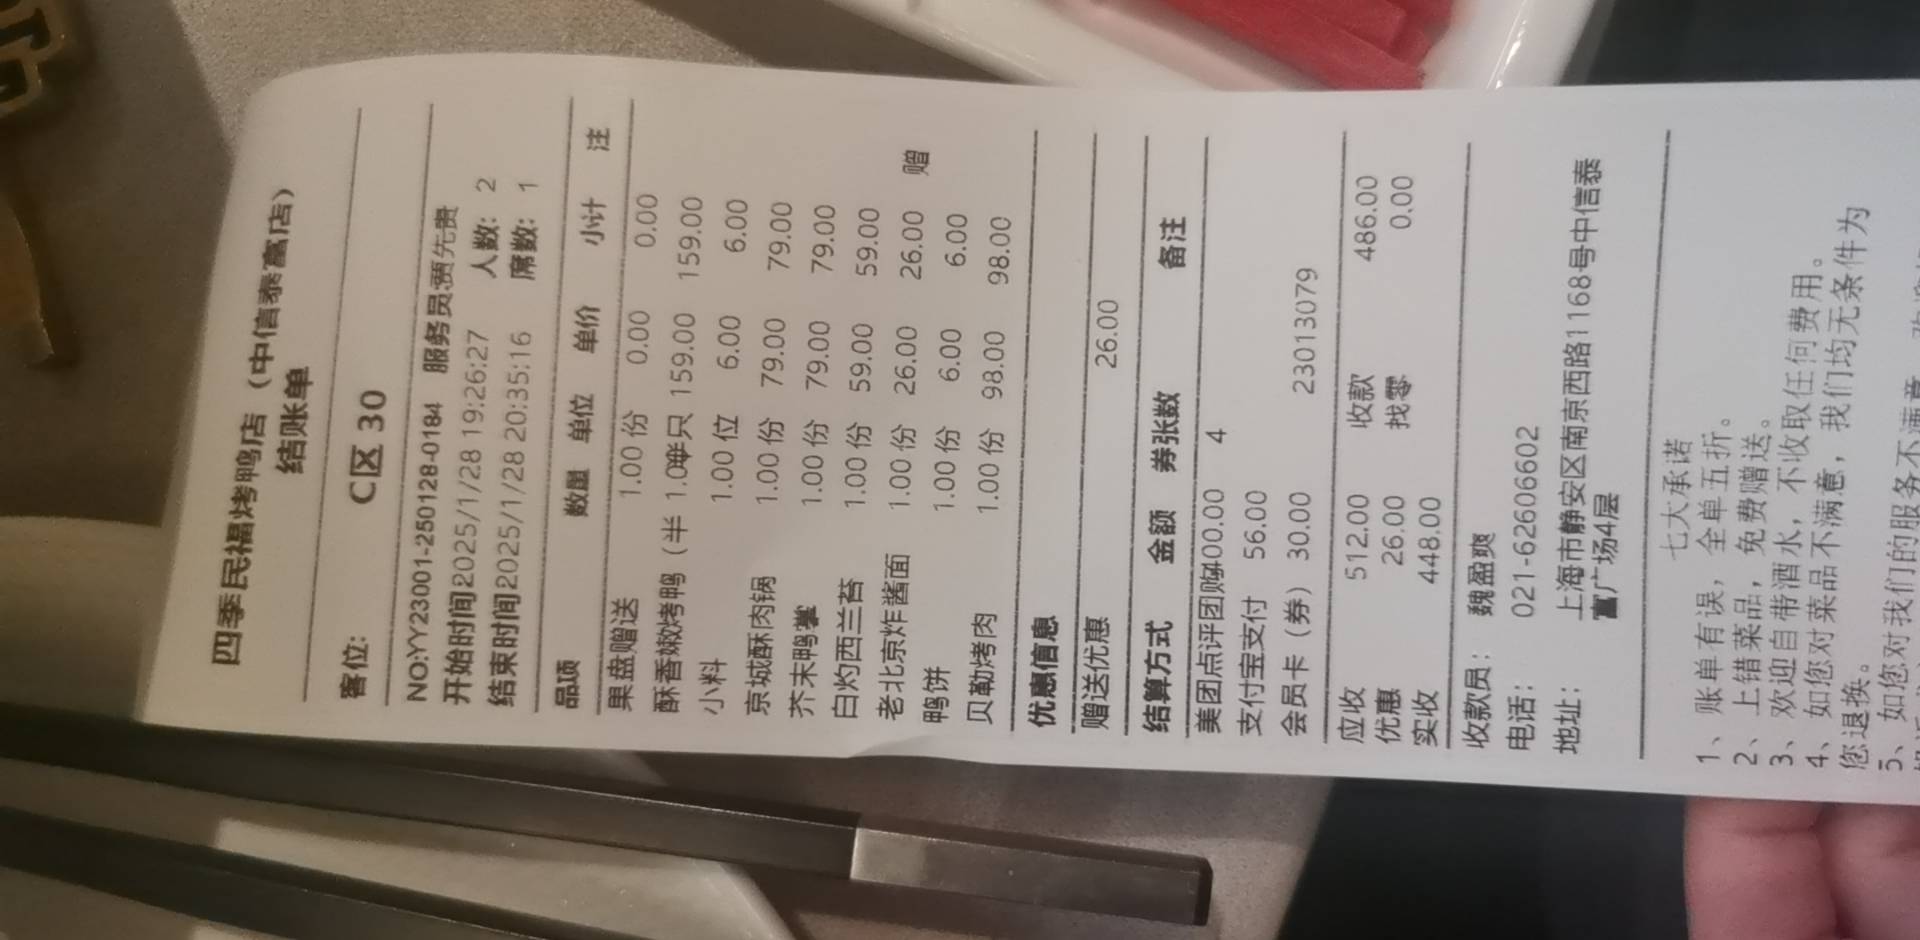 四季民福烤鸭店（中信泰富店）
结账单
客位： C区 30
NO:YY23001-250128-0184 服务员:费先贵
开始时间2025/1/28 19:26:27 人数: 2
结束时间2025/1/28 20:35:16 席数: 1
品项 数量 单位 单价 小计 注
果盘赠送 1.00 份 0.00 0.00
酥香嫩烤鸭（半 1.00半只 159.00 159.00
小料 1.00 位 6.00 6.00
京城酥肉锅 1.00 份 79.00 79.00
芥末鸭掌 1.00 份 79.00 79.00
白灼西兰苔 1.00 份 59.00 59.00
老北京炸酱面 1.00 份 26.00 26.00 赠
鸭饼 1.00 份 6.00 6.00
贝勒烤肉 1.00 份 98.00 98.00
优惠信息
赠送优惠 26.00
结算方式 金额 券张数 备注
美团点评团购400.00 4
支付宝支付 56.00
会员卡（券） 30.00 23013079
应收 512.00 收款 486.00
优惠 26.00 找零 0.00
实收 448.00
收款员： 魏盈爽
电话： 021-62606602
地址： 上海市静安区南京西路1168号中信泰
富广场4层
七大承诺
1、账单有误，全单五折。
2、上错菜品，免费赠送。
3、欢迎自带酒水，不收取任何费用。
4、如您对菜品不满意，我们均无条件为
您退换。
5、如您对我们的服务不满意，